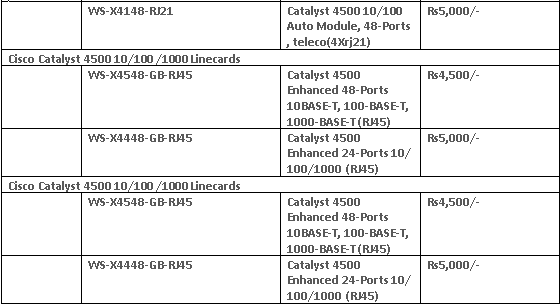 WS-X4148-RJ21 Catalyst 4500 10/100 Rs5,000/-
Auto Module, 48-Ports
, teleco(4Xrj21)
Cisco Catalyst 4500 10/100 /1000 Linecards
WS-X4548-GB-RJ45 Catalyst 4500 Rs4,500/-
Enhanced 48-Ports
10BASE-T, 100-BASE-T,
1000-BASE-T(RJ45)
WS-X4448-GB-RJ45 Catalyst 4500 Rs5,000/-
Enhanced 24-Ports 10/
100/1000 (RJ45)
Cisco Catalyst 4500 10/100 /1000 Linecards
WS-X4548-GB-RJ45 Catalyst 4500 Rs4,500/-
Enhanced 48-Ports
10BASE-T, 100-BASE-T,
1000-BASE-T(RJ45)
WS-X4448-GB-RJ45 Catalyst 4500 Rs5,000/-
Enhanced 24-Ports 10/
100/1000 (RJ45)